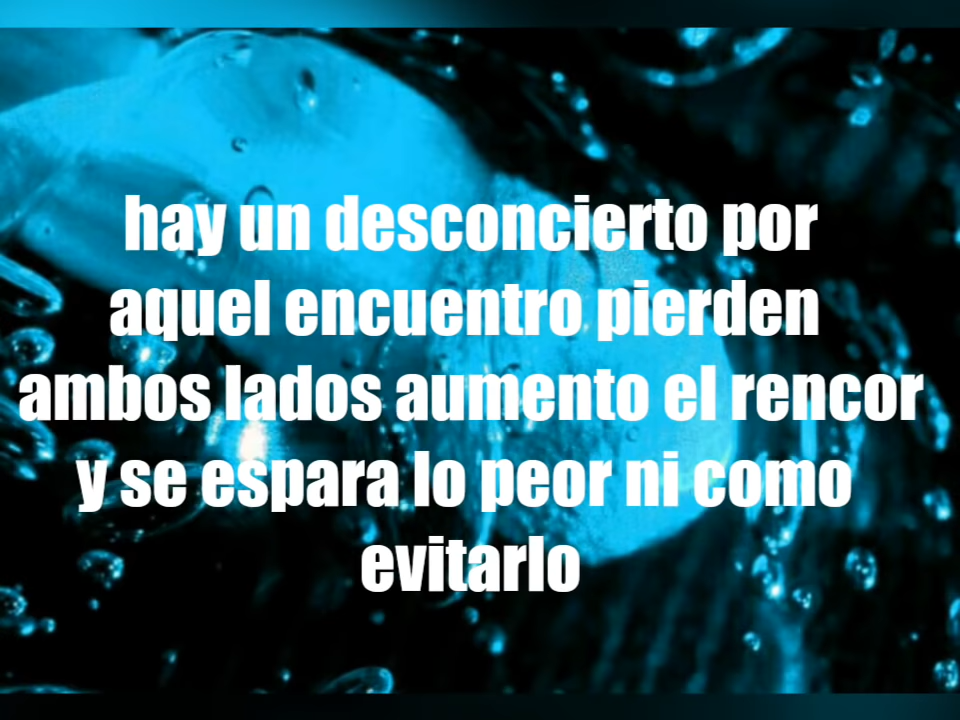 hay un desconcierto por
aquel encuentro pierden
ambos lados aumento el rencor
y se espara lo peor ni como
evitarlo